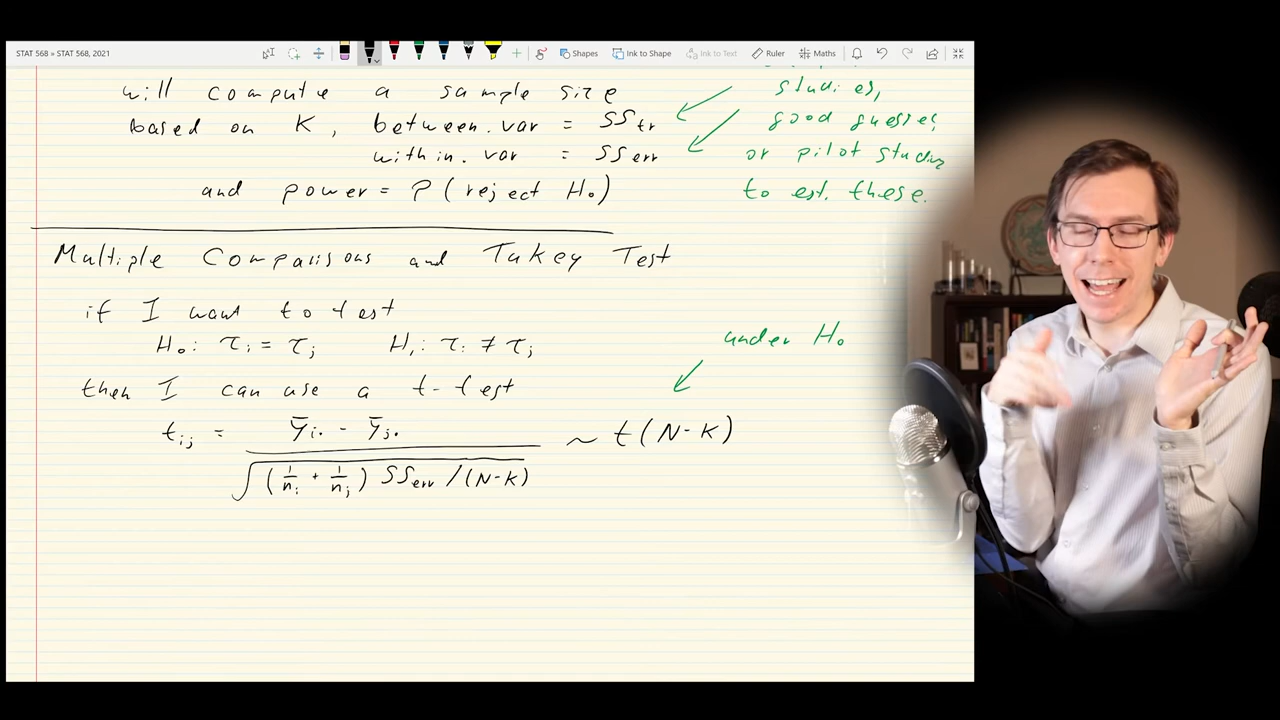 STAT 568 » STAT 568, 2021
Shapes
Ink to Shape
Ink to Text
Ruler
Maths
will compute a sample size
based on K, between.var = SStr
within.var = SSerr
and power = P(reject H₀)
studies,
good guesses,
or pilot studies
to est. these.
Multiple Comparisons and Tukey Test
if I want to test
H₀: τᵢ = τⱼ H₁: τᵢ ≠ τⱼ
then I can use a t-test
under H₀
tᵢⱼ = ȳᵢ. - ȳⱼ. / √((1/nᵢ + 1/nⱼ) SSerr /(N-K)) ~ t(N-K)